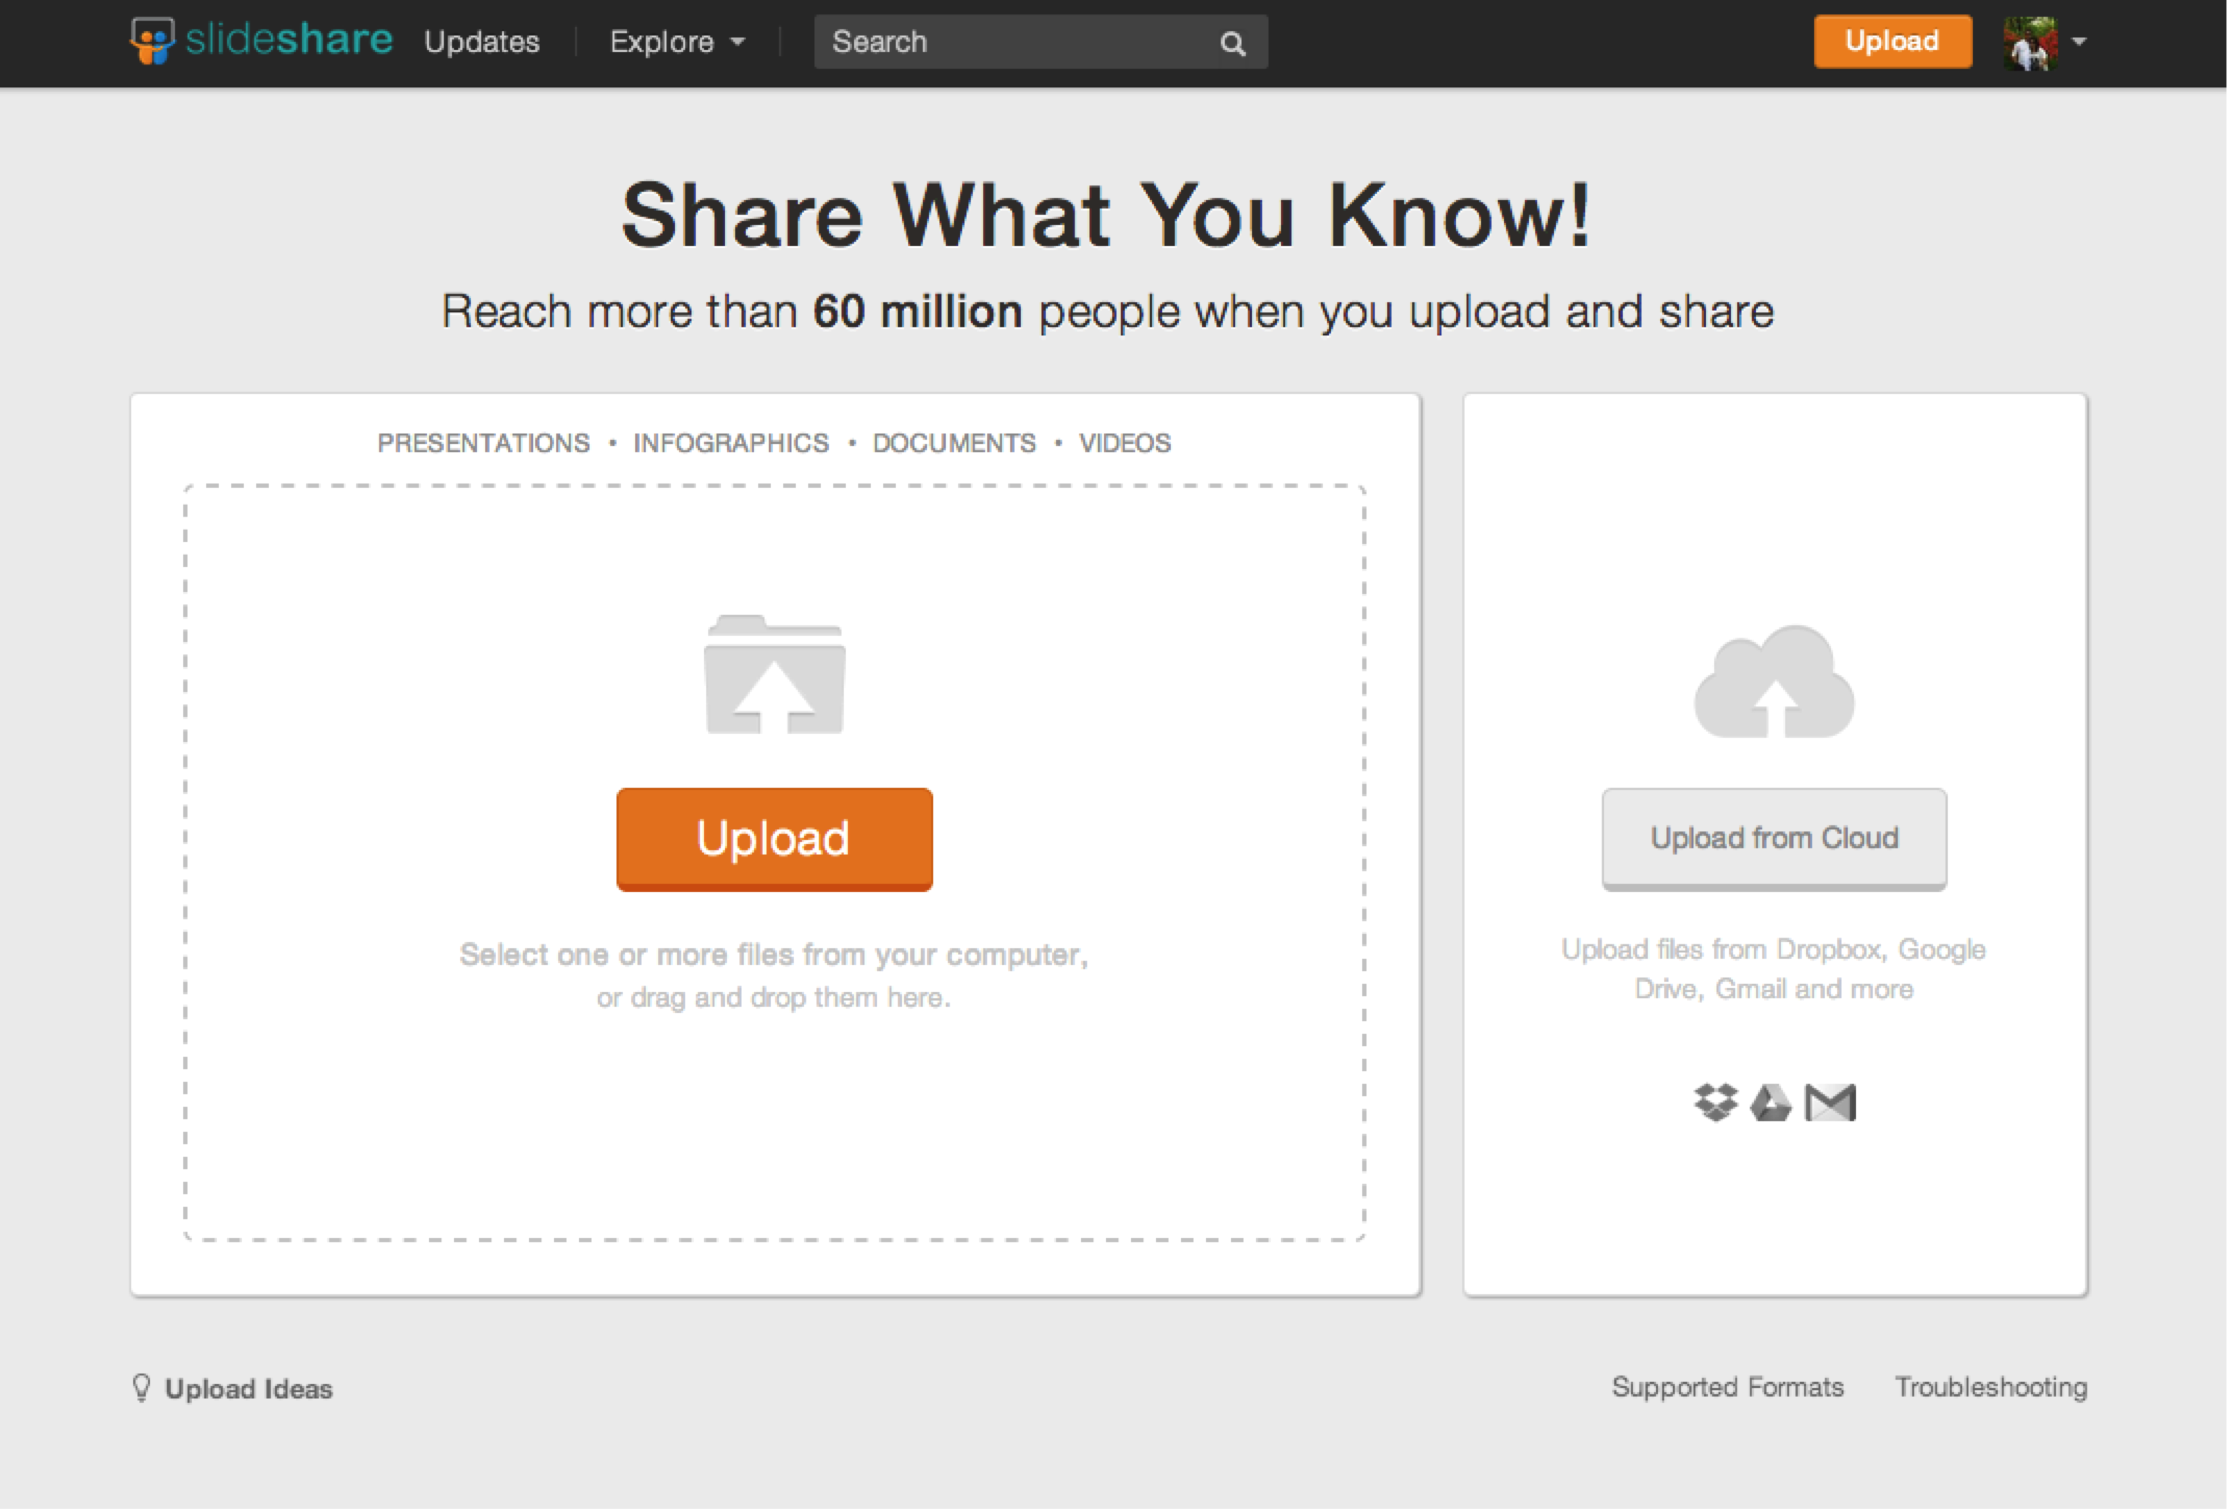 slideshare Updates Explore Search Upload
Share What You Know!
Reach more than 60 million people when you upload and share
PRESENTATIONS • INFOGRAPHICS • DOCUMENTS • VIDEOS
Upload
Select one or more files from your computer,
or drag and drop them here.
Upload from Cloud
Upload files from Dropbox, Google
Drive, Gmail and more
Upload Ideas
Supported Formats Troubleshooting